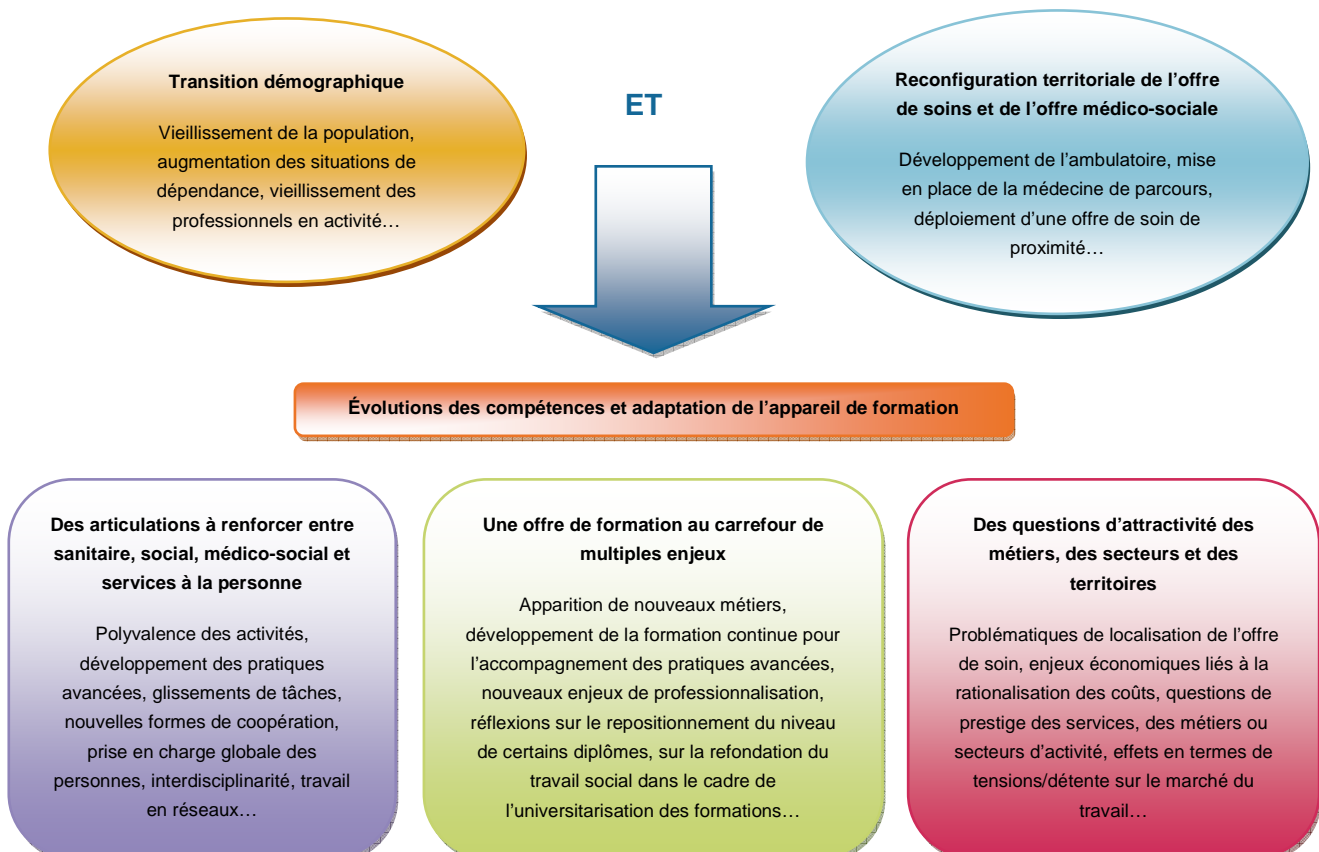 Transition démographique
Vieillissement de la population,
augmentation des situations de
dépendance, vieillissement des
professionnels en activité…
ET
Reconfiguration territoriale de l’offre
de soins et de l’offre médico-sociale
Développement de l’ambulatoire, mise
en place de la médecine de parcours,
déploiement d’une offre de soin de
proximité…
Évolutions des compétences et adaptation de l’appareil de formation
Des articulations à renforcer entre
sanitaire, social, médico-social et
services à la personne
Polyvalence des activités,
développement des pratiques
avancées, glissements de tâches,
nouvelles formes de coopération,
prise en charge globale des
personnes, interdisciplinarité, travail
en réseaux…
Une offre de formation au carrefour de
multiples enjeux
Apparition de nouveaux métiers,
développement de la formation continue pour
l’accompagnement des pratiques avancées,
nouveaux enjeux de professionnalisation,
réflexions sur le repositionnement du niveau
de certains diplômes, sur la refondation du
travail social dans le cadre de
l’universitarisation des formations…
Des questions d’attractivité des
métiers, des secteurs et des
territoires
Problématiques de localisation de l’offre
de soin, enjeux économiques liés à la
rationalisation des coûts, questions de
prestige des services, des métiers ou
secteurs d’activité, effets en termes de
tensions/détente sur le marché du
travail…